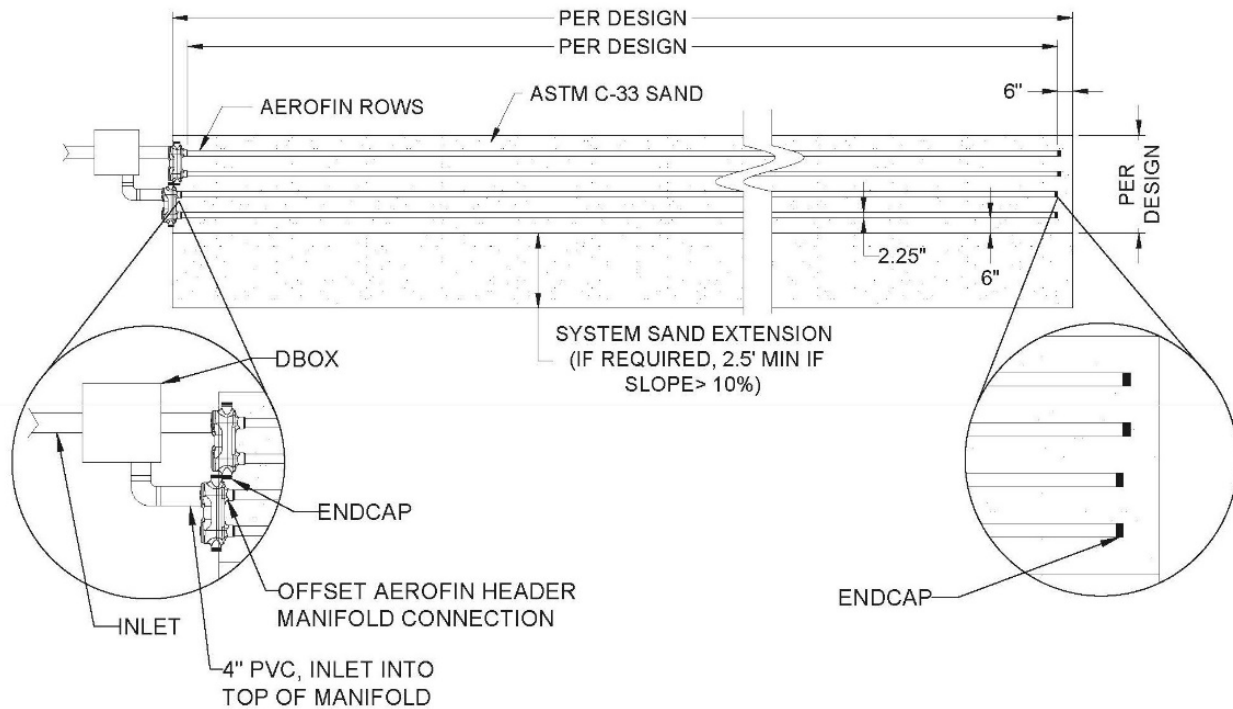 PER DESIGN
PER DESIGN
AEROFIN ROWS
ASTM C-33 SAND
6"
PER
DESIGN
2.25"
6"
SYSTEM SAND EXTENSION
(IF REQUIRED, 2.5' MIN IF
SLOPE> 10%)
DBOX
ENDCAP
OFFSET AEROFIN HEADER
MANIFOLD CONNECTION
INLET
4" PVC, INLET INTO
TOP OF MANIFOLD
ENDCAP